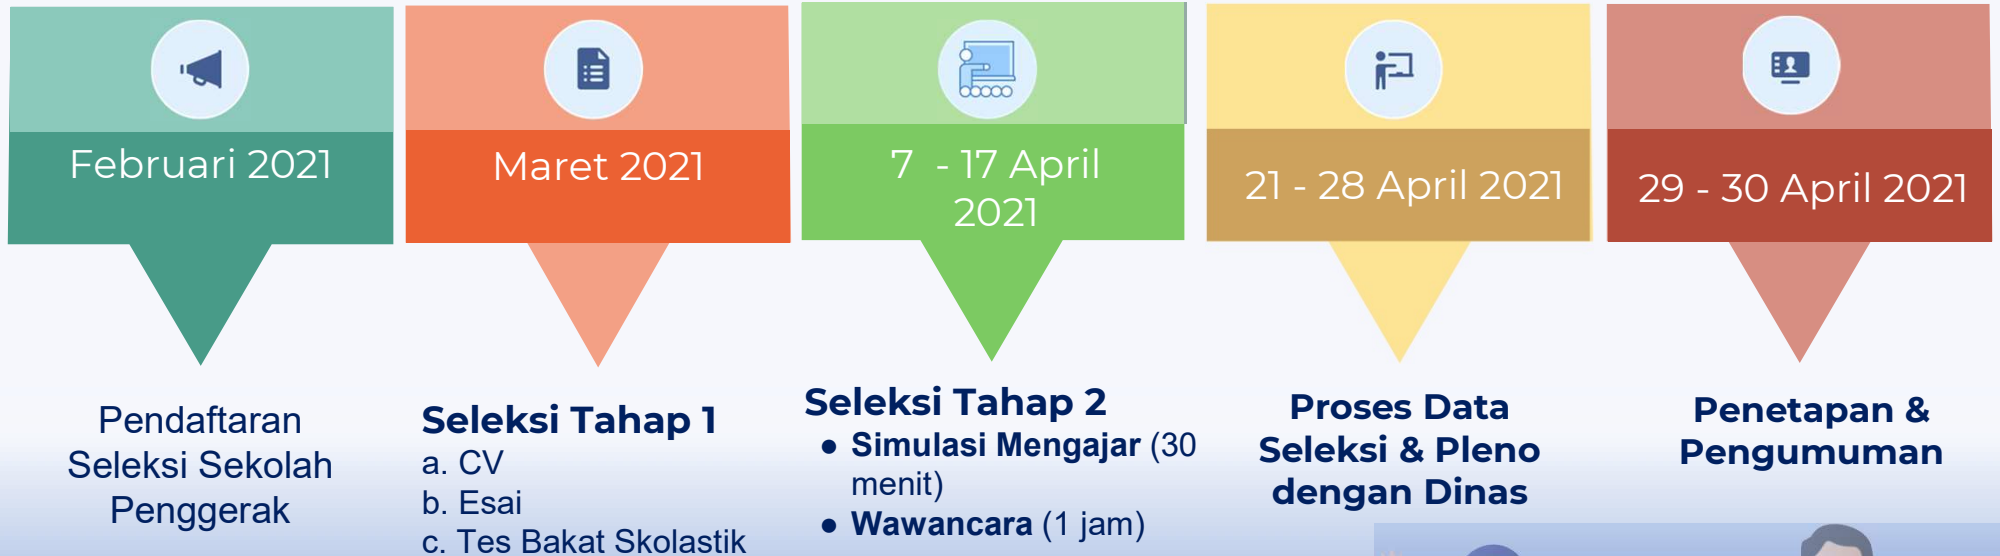 Februari 2021
Pendaftaran
Seleksi Sekolah
Penggerak
Maret 2021
Seleksi Tahap 1
a. CV
b. Esai
c. Tes Bakat Skolastik
7 - 17 April
2021
Seleksi Tahap 2
● Simulasi Mengajar (30
menit)
● Wawancara (1 jam)
21 - 28 April 2021
Proses Data
Seleksi & Pleno
dengan Dinas
29 - 30 April 2021
Penetapan &
Pengumuman